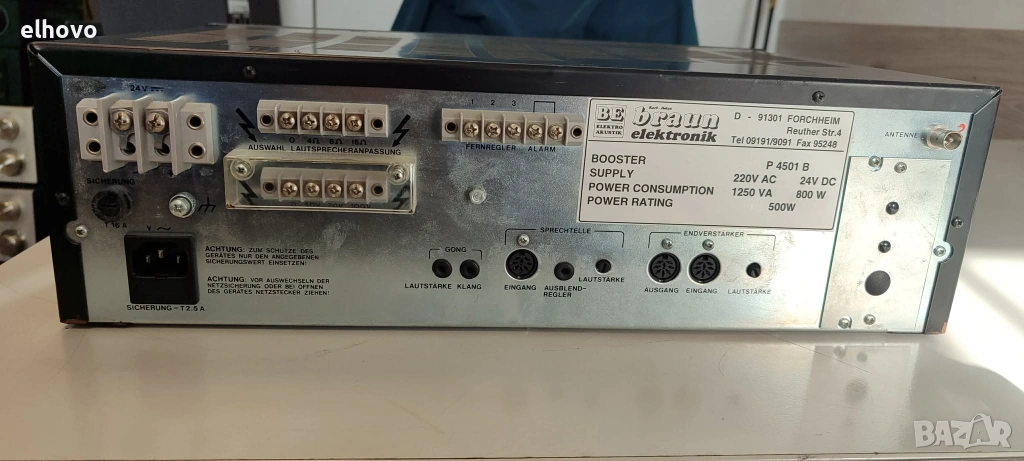 elhovo
24V
0 4Ω 8Ω 16Ω
AUSWAHL LAUTSPRECHERANPASSUNG
1 2 3
FERNREGLER ALARM
BE
ELEKTRO
AKUSTIK
braun
elektronik
D - 91301 FORCHHEIM
Reuther Str.4
Tel 09191/9091 Fax 95248
BOOSTER P 4501 B
SUPPLY 220V AC 24V DC
POWER CONSUMPTION 1250 VA 800 W
POWER RATING 500W
ANTENNE
SICHERUNG
T 16 A
V
ACHTUNG: ZUM SCHUTZE DES
GERÄTES NUR DEN ANGEGEBENEN
SICHERUNGSWERT EINSETZEN!
ACHTUNG: VOR AUSWECHSELN DER
NETZSICHERUNG ODER BEI ÖFFNEN
DES GERÄTES NETZSTECKER ZIEHEN!
SICHERUNG-T2.5A
GONG
LAUTSTÄRKE KLANG
SPRECHTELLE
EINGANG AUSBLEND-
REGLER
LAUTSTÄRKE
ENDVERSTÄRKER
AUSGANG EINGANG LAUTSTÄRKE
BAZAR